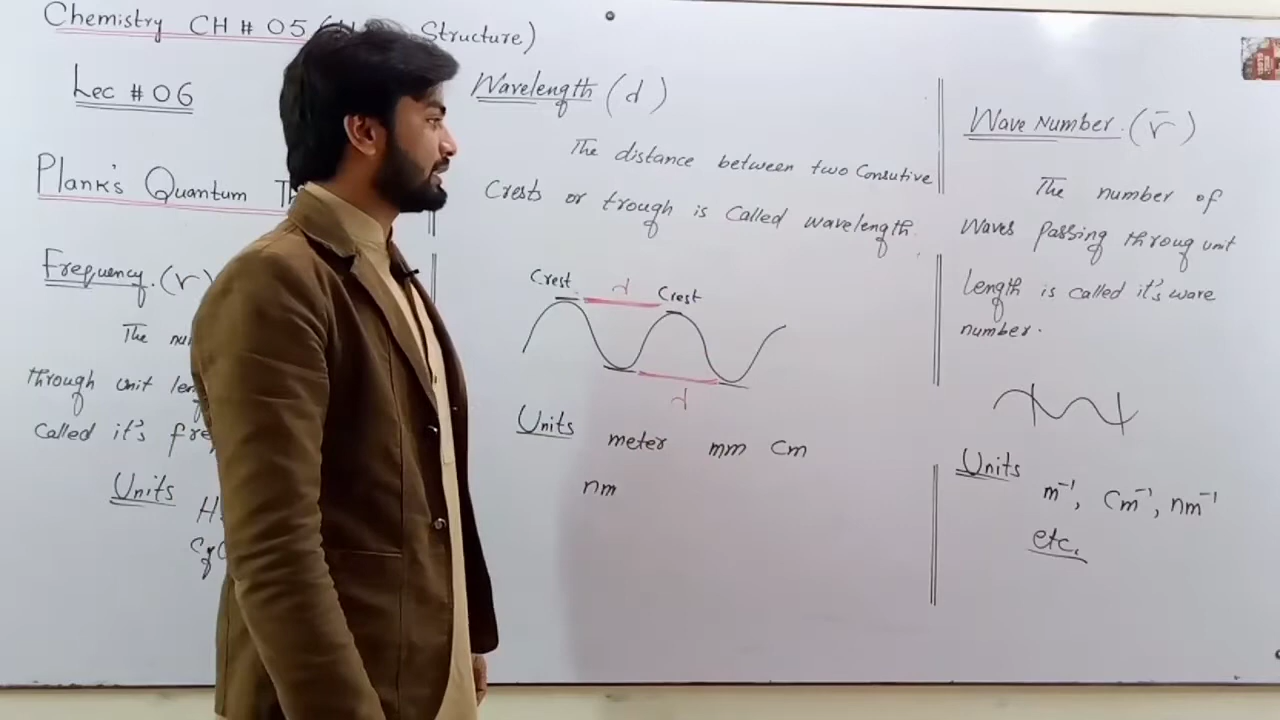 Chemistry CH # 05 ( Structure)
Lec # 06
Plank's Quantum
Frequency. (ν)
The
through unit
called it's
Units
Wavelength (d)
The distance between two Consutive
Crests or trough is called wavelength.
Crest d Crest
d
Units meter mm Cm
nm
Wave Number. (ν̄)
The number of
waves passing throug unit
length is called it's wave
number.
Units
m⁻¹, Cm⁻¹, nm⁻¹
etc.